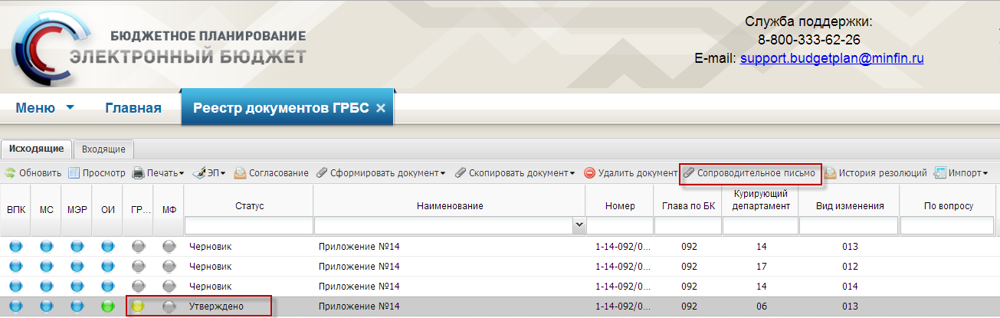 БЮДЖЕТНОЕ ПЛАНИРОВАНИЕ
ЭЛЕКТРОННЫЙ БЮДЖЕТ
Служба поддержки:
8-800-333-62-26
E-mail: support.budgetplan@minfin.ru
Меню Главная Реестр документов ГРБС
Исходящие Входящие
Обновить Просмотр Печать ЭП Согласование Сформировать документ Скопировать документ Удалить документ Сопроводительное письмо История резолюций Импорт
ВПК МС МЭР ОИ ГР... МФ Статус Наименование Номер Глава по БК Курирующий департамент Вид изменения По вопросу
Черновик Приложение №14 1-14-092/0... 092 14 013
Черновик Приложение №14 1-14-092/0... 092 17 012
Черновик Приложение №14 1-14-092/0... 092 14 014
Утверждено Приложение №14 1-14-092/0... 092 06 013